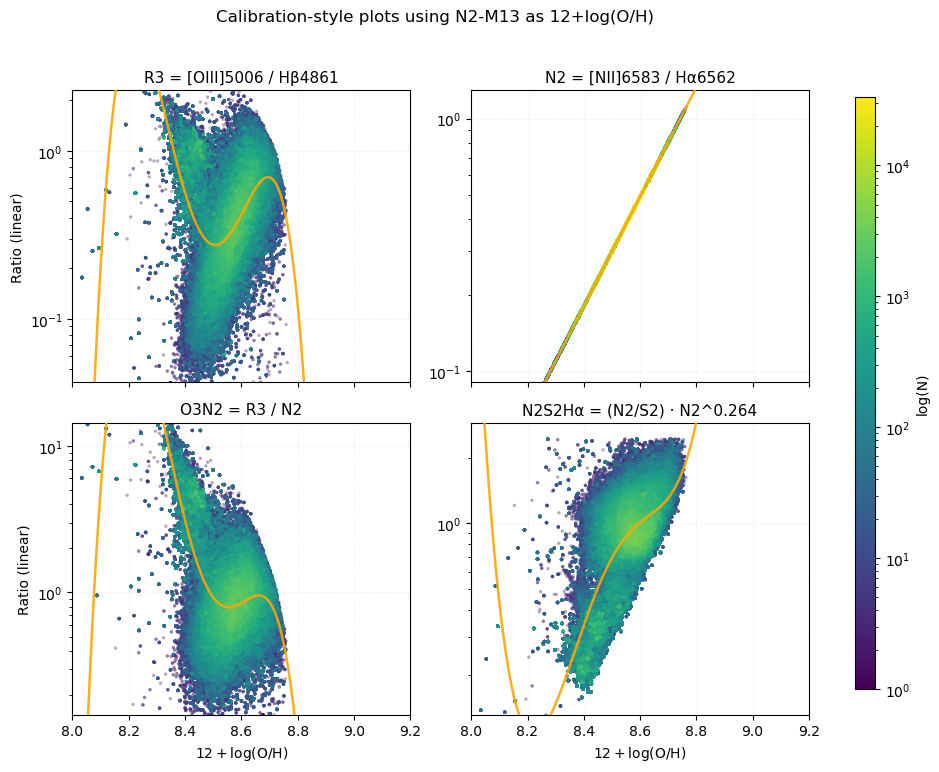 Calibration-style plots using N2-M13 as 12+log(O/H)
R3 = [OIII]5006 / Hβ4861
N2 = [NII]6583 / Hα6562
Ratio (linear)
10⁰
10⁻¹
10⁰
10⁻¹
O3N2 = R3 / N2
N2S2Hα = (N2/S2) · N2^0.264
Ratio (linear)
10¹
10⁰
10⁰
8.0 8.2 8.4 8.6 8.8 9.0 9.2
8.0 8.2 8.4 8.6 8.8 9.0 9.2
12 + log(O/H)
12 + log(O/H)
10⁴
10³
10²
10¹
10⁰
log(N)